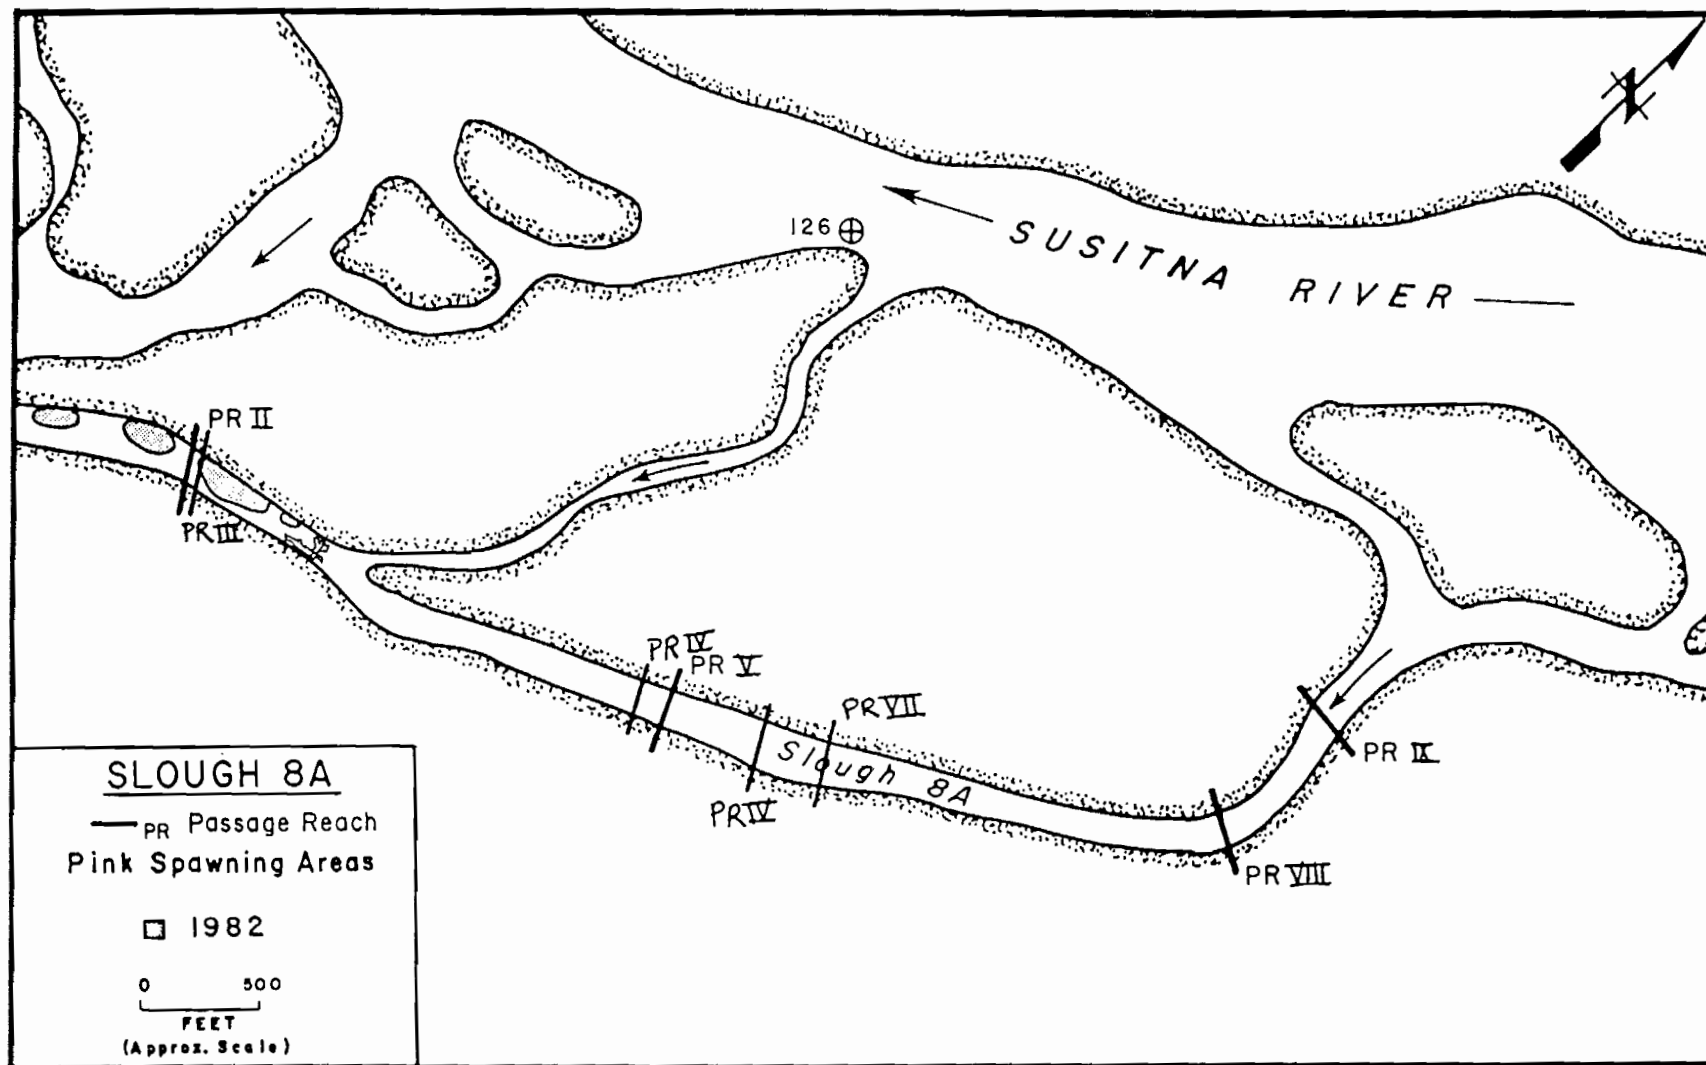 N
126
SUSITNA RIVER
PR II
PR III
PR IV
PR V
PR VII
PR IV
Slough 8A
PR IX
PR VIII
SLOUGH 8A
PR Passage Reach
Pink Spawning Areas
1982
0 500
FEET
(Approx. Scale)